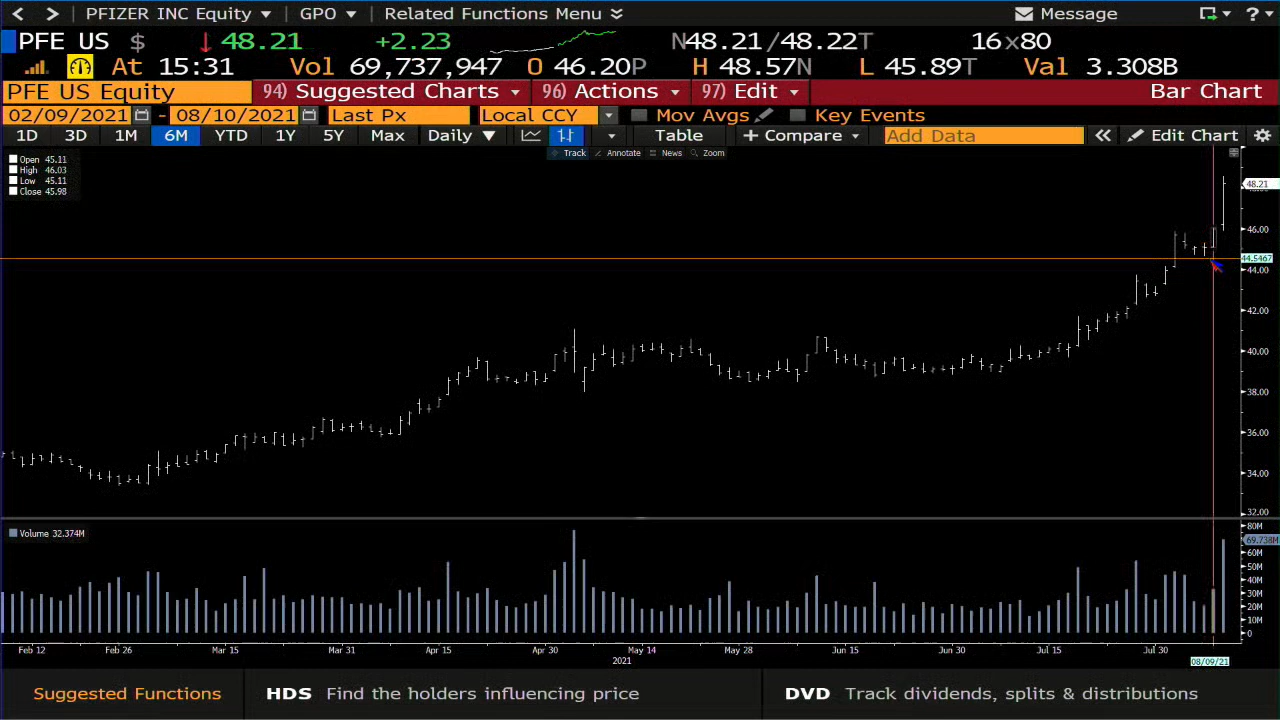 PFIZER INC Equity GPO Related Functions Menu Message ?
PFE US $ 48.21 +2.23 N48.21/48.22T 16x80
At 15:31 Vol 69,737,947 O 46.20P H 48.57N L 45.89T Val 3.308B
PFE US Equity 94) Suggested Charts 96) Actions 97) Edit Bar Chart
02/09/2021 - 08/10/2021 Last Px Local CCY Mov Avgs Key Events
1D 3D 1M 6M YTD 1Y 5Y Max Daily Table + Compare Add Data Edit Chart
Track Annotate News Zoom
Open 45.11
High 46.03
Low 45.11
Close 45.98
48.21
46.00
44.5467
44.00
42.00
40.00
38.00
36.00
34.00
32.00
Volume 32.374M
80M
69.738M
60M
50M
40M
30M
20M
10M
0
Feb 12 Feb 26 Mar 15 Mar 31 Apr 15 Apr 30 May 14 May 28 Jun 15 Jun 30 Jul 15 Jul 30
2021 08/09/21
Suggested Functions HDS Find the holders influencing price DVD Track dividends, splits & distributions